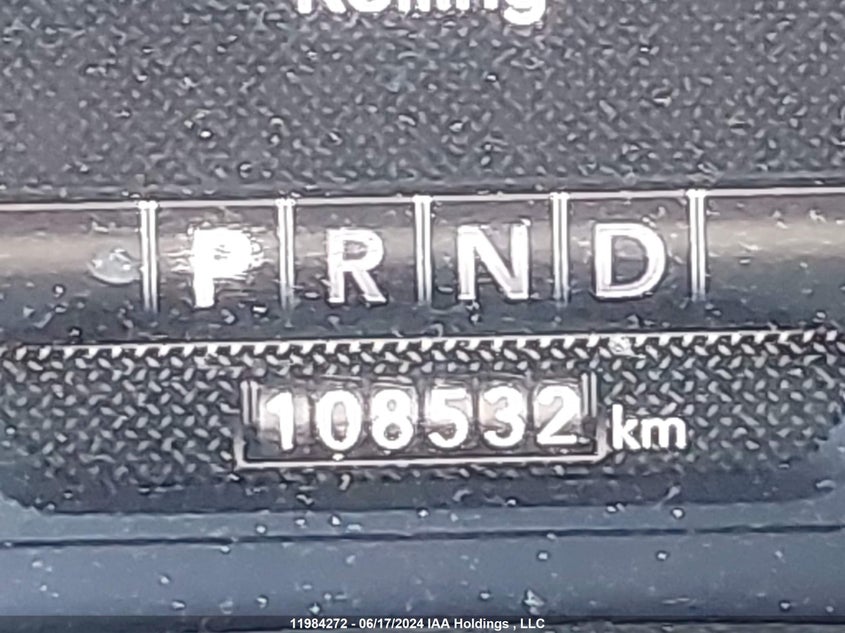 P R N D
108532 km
11984272 - 06/17/2024 IAA Holdings , LLC